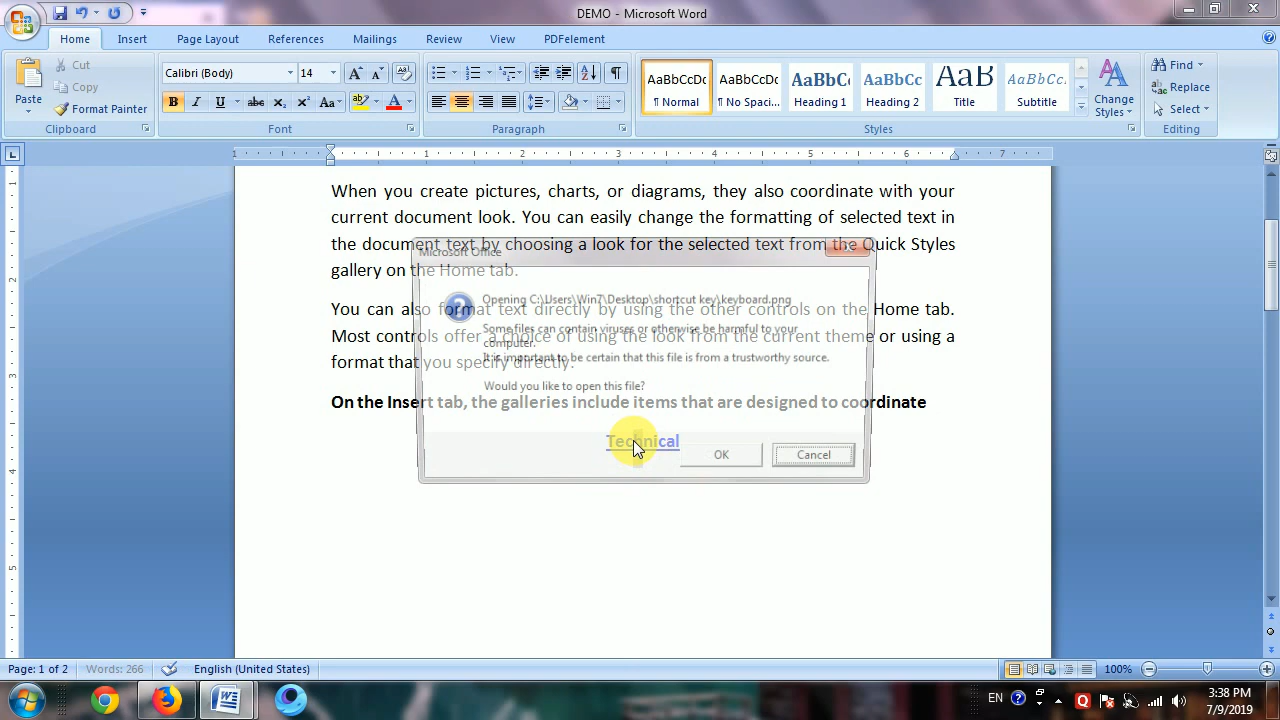 DEMO - Microsoft Word
Home Insert Page Layout References Mailings Review View PDFelement
Paste
Cut
Copy
Format Painter
Clipboard
Calibri (Body) 14
Font
Paragraph
AaBbCcDc AaBbCcDc AaBbCc AaBbCc AaB AaBbCc.
¶ Normal ¶ No Spaci... Heading 1 Heading 2 Title Subtitle
Change
Styles
Styles
Find
Replace
Select
Editing
When you create pictures, charts, or diagrams, they also coordinate with your
current document look. You can easily change the formatting of selected text in
the document text by choosing a look for the selected text from the Quick Styles
gallery on the Home tab.
You can also format text directly by using the other controls on the Home tab.
Most controls offer a choice of using the look from the current theme or using a
format that you specify directly.
On the Insert tab, the galleries include items that are designed to coordinate
Technical
Microsoft Office
Opening C:\Users\Win7\Desktop\shortcut key\keyboard.png
Some files can contain viruses or otherwise be harmful to your
computer.
It is important to be certain that this file is from a trustworthy source.
Would you like to open this file?
OK Cancel
Page: 1 of 2 Words: 266 English (United States) 100%
EN 3:38 PM
7/9/2019